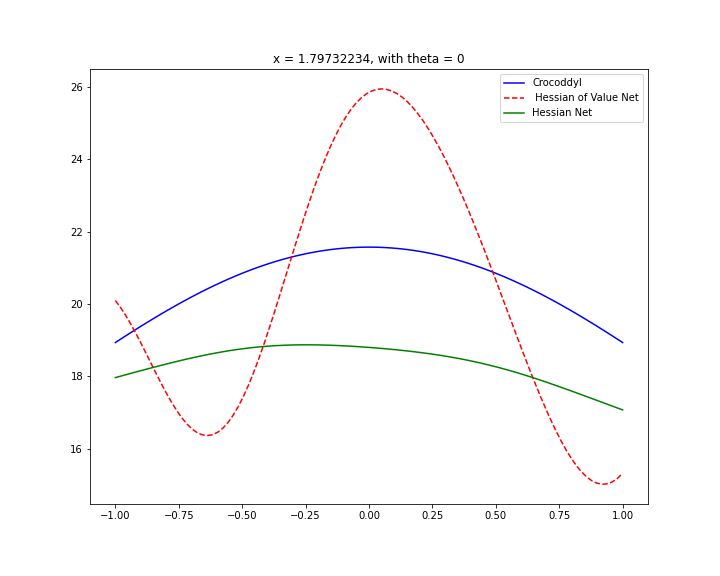 x = 1.79732234, with theta = 0
Crocoddyl
Hessian of Value Net
Hessian Net
26
24
22
20
18
16
−1.00 −0.75 −0.50 −0.25 0.00 0.25 0.50 0.75 1.00